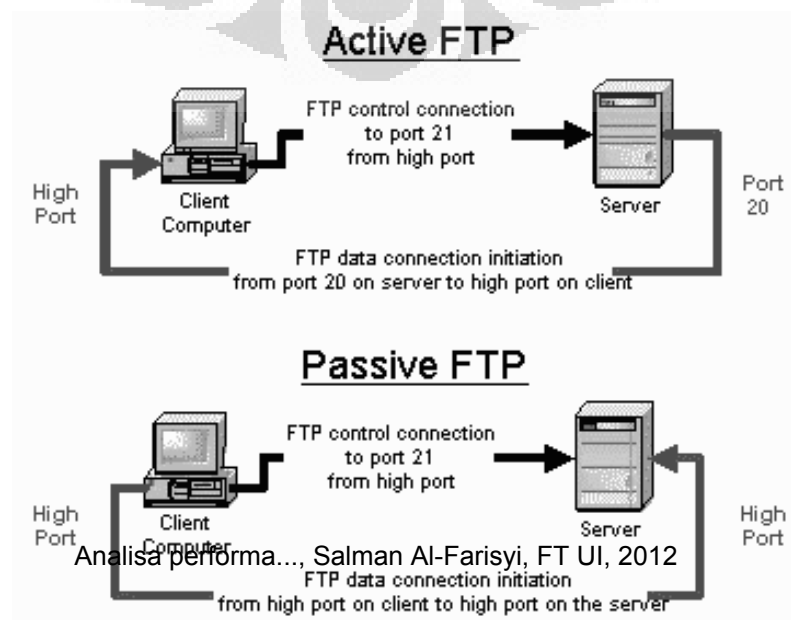 Active FTP
FTP control connection
to port 21
from high port
High
Port
Client
Computer
Server
Port
20
FTP data connection initiation
from port 20 on server to high port on client
Passive FTP
FTP control connection
to port 21
from high port
High
Port
Client
Computer
Server
High
Port
Analisa performa..., Salman Al-Farisyi, FT UI, 2012
FTP data connection initiation
from high port on client to high port on the server